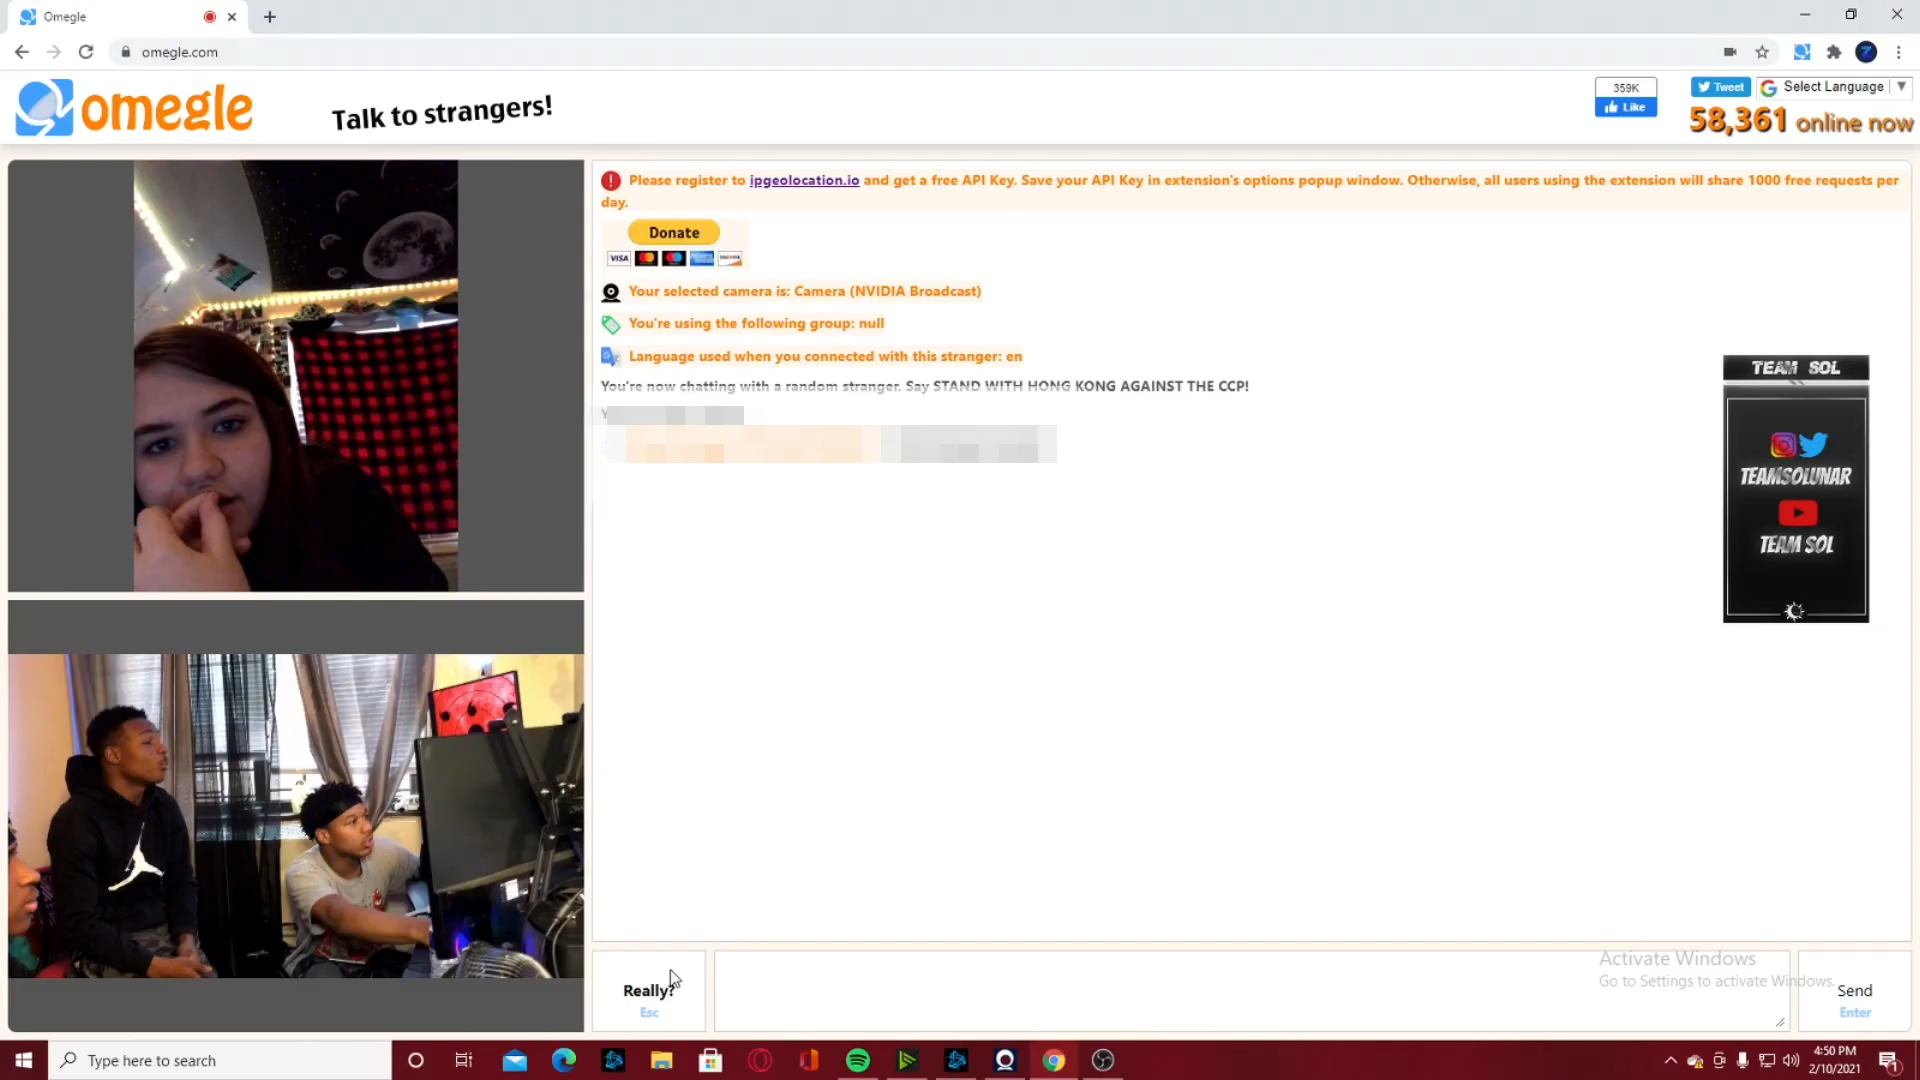 Omegle
omegle.com
omegle
Talk to strangers!
359K
Like
Tweet
Select Language
58,361 online now
Please register to ipgeolocation.io and get a free API Key. Save your API Key in extension's options popup window. Otherwise, all users using the extension will share 1000 free requests per
day.
Donate
VISA
Your selected camera is: Camera (NVIDIA Broadcast)
You're using the following group: null
Language used when you connected with this stranger: en
You're now chatting with a random stranger. Say STAND WITH HONG KONG AGAINST THE CCP!
TEAM SOL
TEAMSOLUNAR
TEAM SOL
Really?
Esc
Activate Windows
Go to Settings to activate Windows.
Send
Enter
Type here to search
4:50 PM
2/10/2021